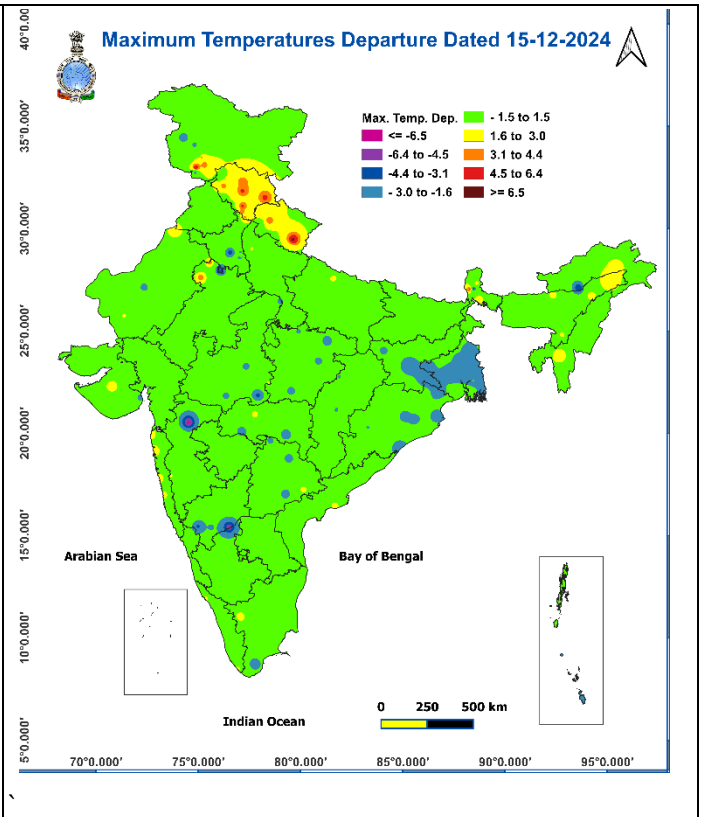 Maximum Temperatures Departure Dated 15-12-2024
Max. Temp. Dep.
<= -6.5
-6.4 to -4.5
-4.4 to -3.1
- 3.0 to -1.6
- 1.5 to 1.5
1.6 to 3.0
3.1 to 4.4
4.5 to 6.4
>= 6.5
35°0.000'
30°0.000'
25°0.000'
20°0.000'
15°0.000'
10°0.000'
5°0.000'
Arabian Sea
Bay of Bengal
Indian Ocean
0 250 500 km
70°0.000' 75°0.000' 80°0.000' 85°0.000' 90°0.000' 95°0.000'
`